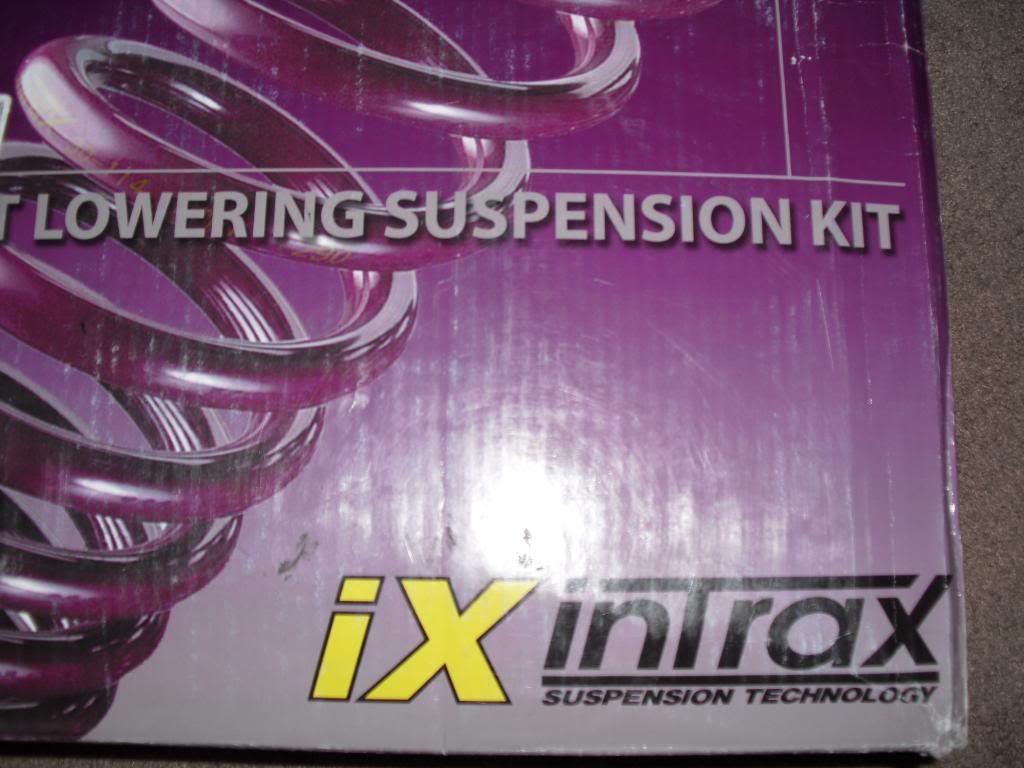 T LOWERING SUSPENSION KIT
iX inTrax
SUSPENSION TECHNOLOGY